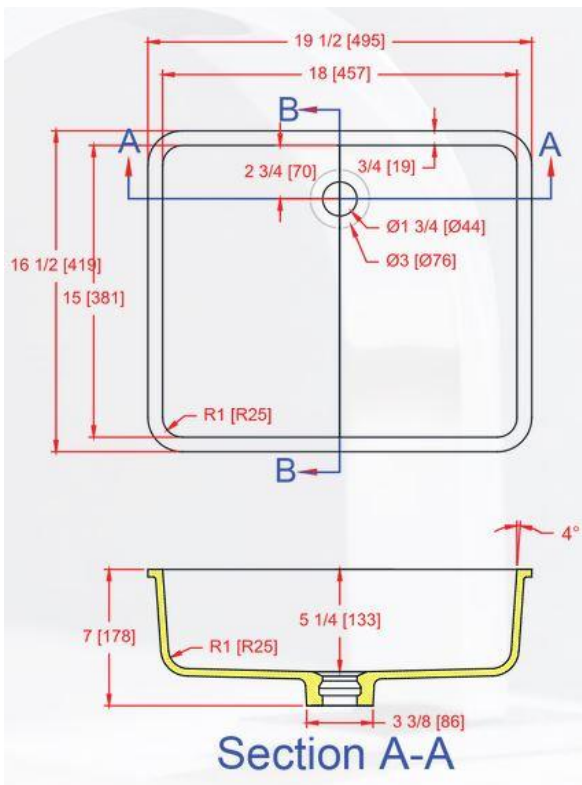 19 1/2 [495]
18 [457]
B
A
A
2 3/4 [70]
3/4 [19]
Ø1 3/4 [Ø44]
Ø3 [Ø76]
16 1/2 [419]
15 [381]
R1 [R25]
B
4°
7 [178]
5 1/4 [133]
R1 [R25]
3 3/8 [86]
Section A-A